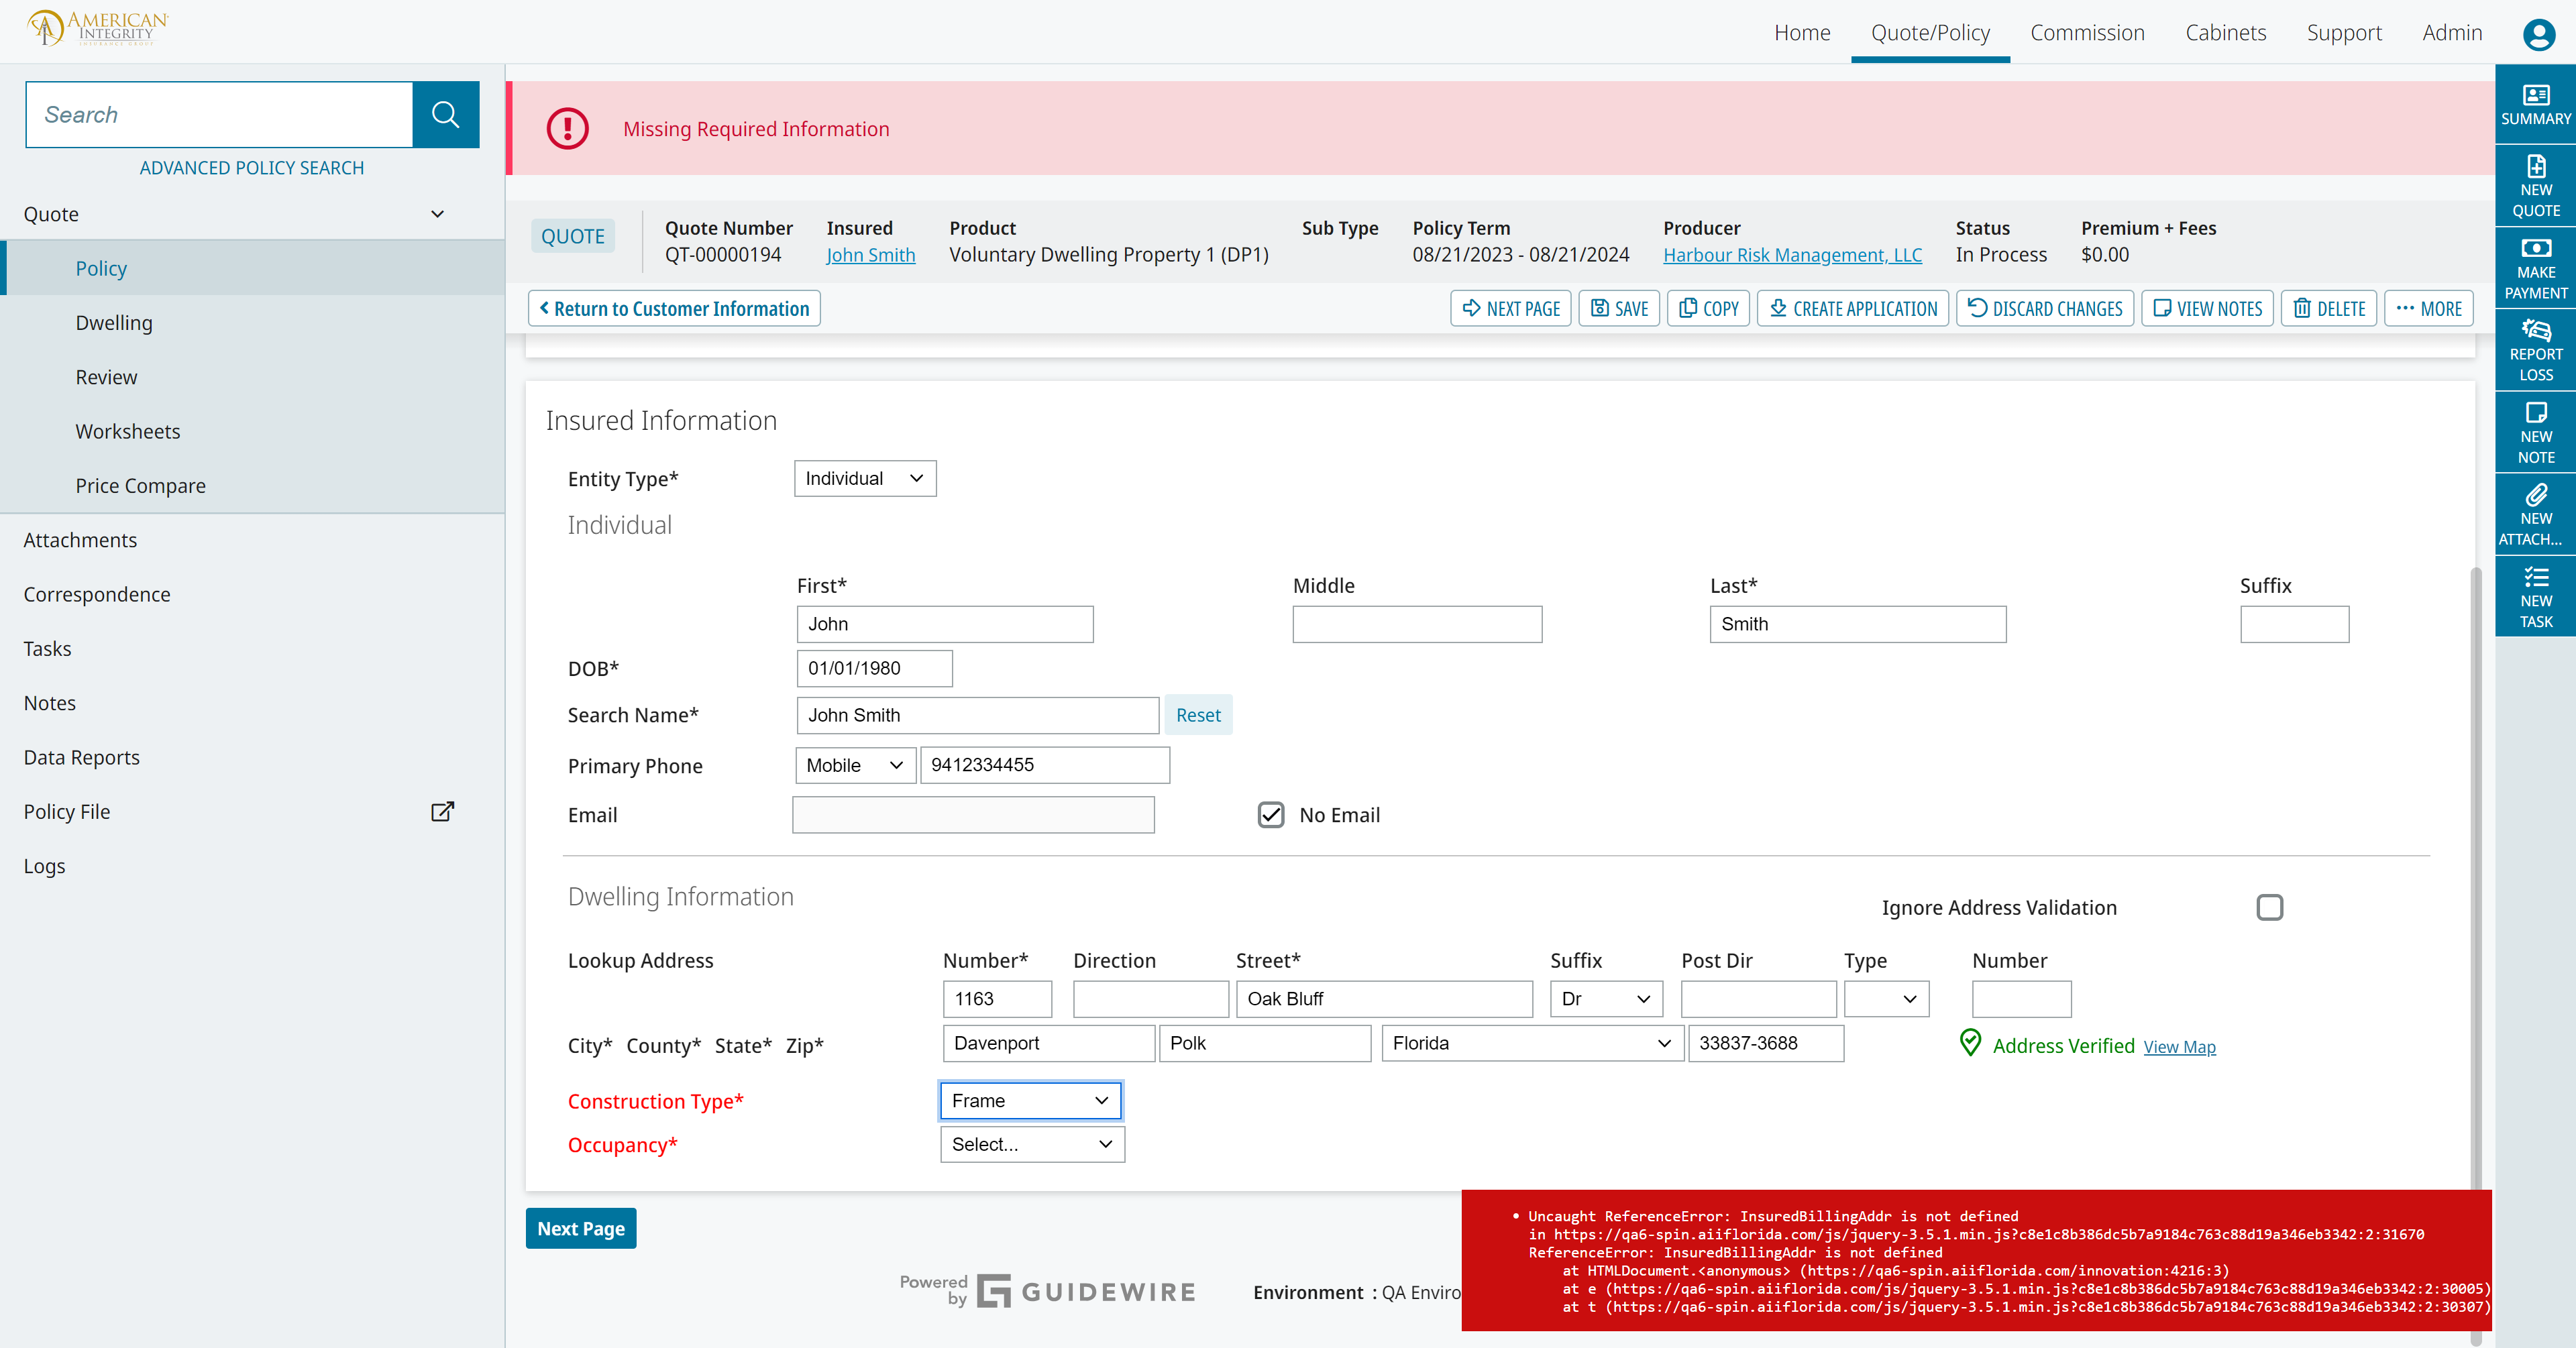 AMERICAN
INTEGRITY
INSURANCE GROUP
Home
Quote/Policy
Commission
Cabinets
Support
Admin
Search
ADVANCED POLICY SEARCH
Quote
Policy
Dwelling
Review
Worksheets
Price Compare
Attachments
Correspondence
Tasks
Notes
Data Reports
Policy File
Logs
Missing Required Information
QUOTE
Quote Number Insured Product Sub Type Policy Term Producer Status Premium + Fees
QT-00000194 John Smith Voluntary Dwelling Property 1 (DP1) 08/21/2023 - 08/21/2024 Harbour Risk Management, LLC In Process $0.00
Return to Customer Information
NEXT PAGE
SAVE
COPY
CREATE APPLICATION
DISCARD CHANGES
VIEW NOTES
DELETE
MORE
Insured Information
Entity Type* Individual
Individual
First* Middle Last* Suffix
John Smith
DOB* 01/01/1980
Search Name* John Smith Reset
Primary Phone Mobile 9412334455
Email No Email
Dwelling Information
Ignore Address Validation
Lookup Address Number* Direction Street* Suffix Post Dir Type Number
1163 Oak Bluff Dr
City* County* State* Zip* Davenport Polk Florida 33837-3688 Address Verified View Map
Construction Type* Frame
Occupancy* Select...
Next Page
Powered
by GUIDEWIRE
Environment : QA Enviro
• Uncaught ReferenceError: InsuredBillingAddr is not defined
in https://qa6-spin.aiiflorida.com/js/jquery-3.5.1.min.js?c8e1c8b386dc5b7a9184c763c88d19a346eb3342:2:31670
ReferenceError: InsuredBillingAddr is not defined
at HTMLDocument.<anonymous> (https://qa6-spin.aiiflorida.com/innovation:4216:3)
at e (https://qa6-spin.aiiflorida.com/js/jquery-3.5.1.min.js?c8e1c8b386dc5b7a9184c763c88d19a346eb3342:2:30005)
at t (https://qa6-spin.aiiflorida.com/js/jquery-3.5.1.min.js?c8e1c8b386dc5b7a9184c763c88d19a346eb3342:2:30307)
SUMMARY
NEW
QUOTE
MAKE
PAYMENT
REPORT
LOSS
NEW
NOTE
NEW
ATTACH...
NEW
TASK